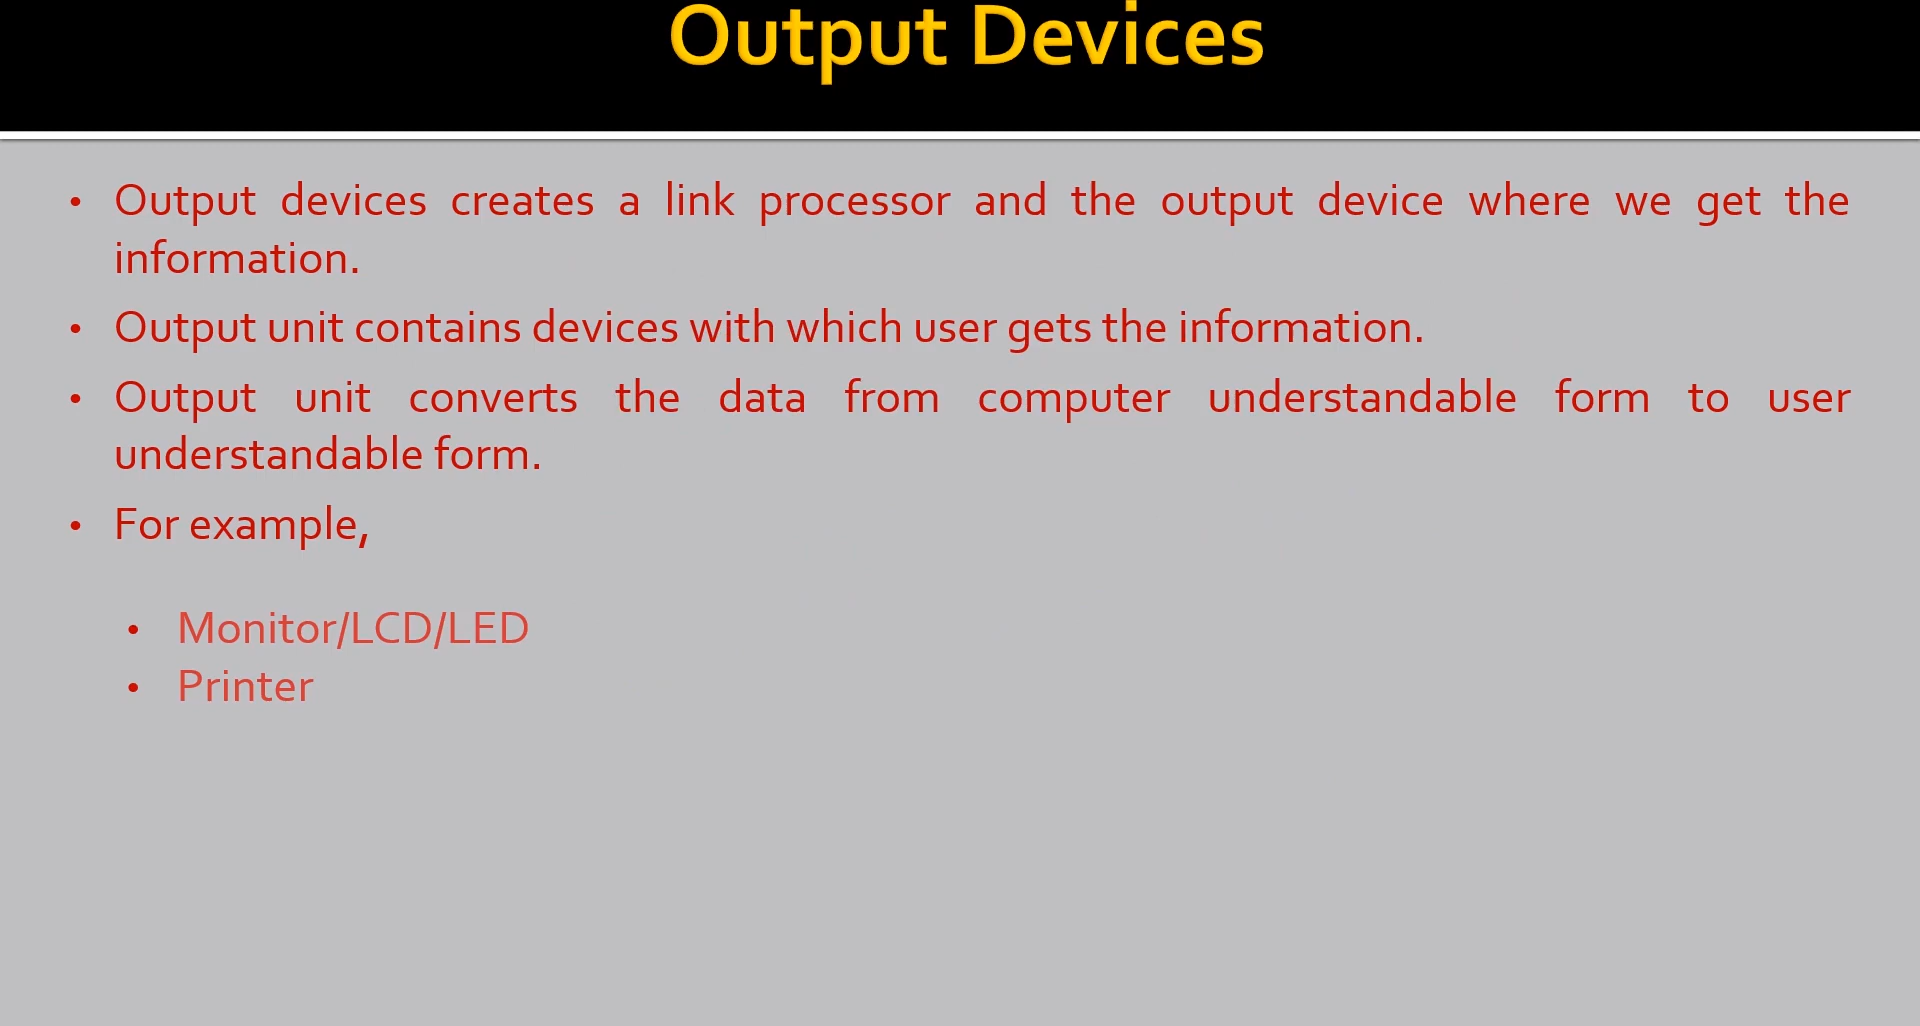 Output Devices
• Output devices creates a link processor and the output device where we get the
information.
• Output unit contains devices with which user gets the information.
• Output unit converts the data from computer understandable form to user
understandable form.
• For example,
• Monitor/LCD/LED
• Printer